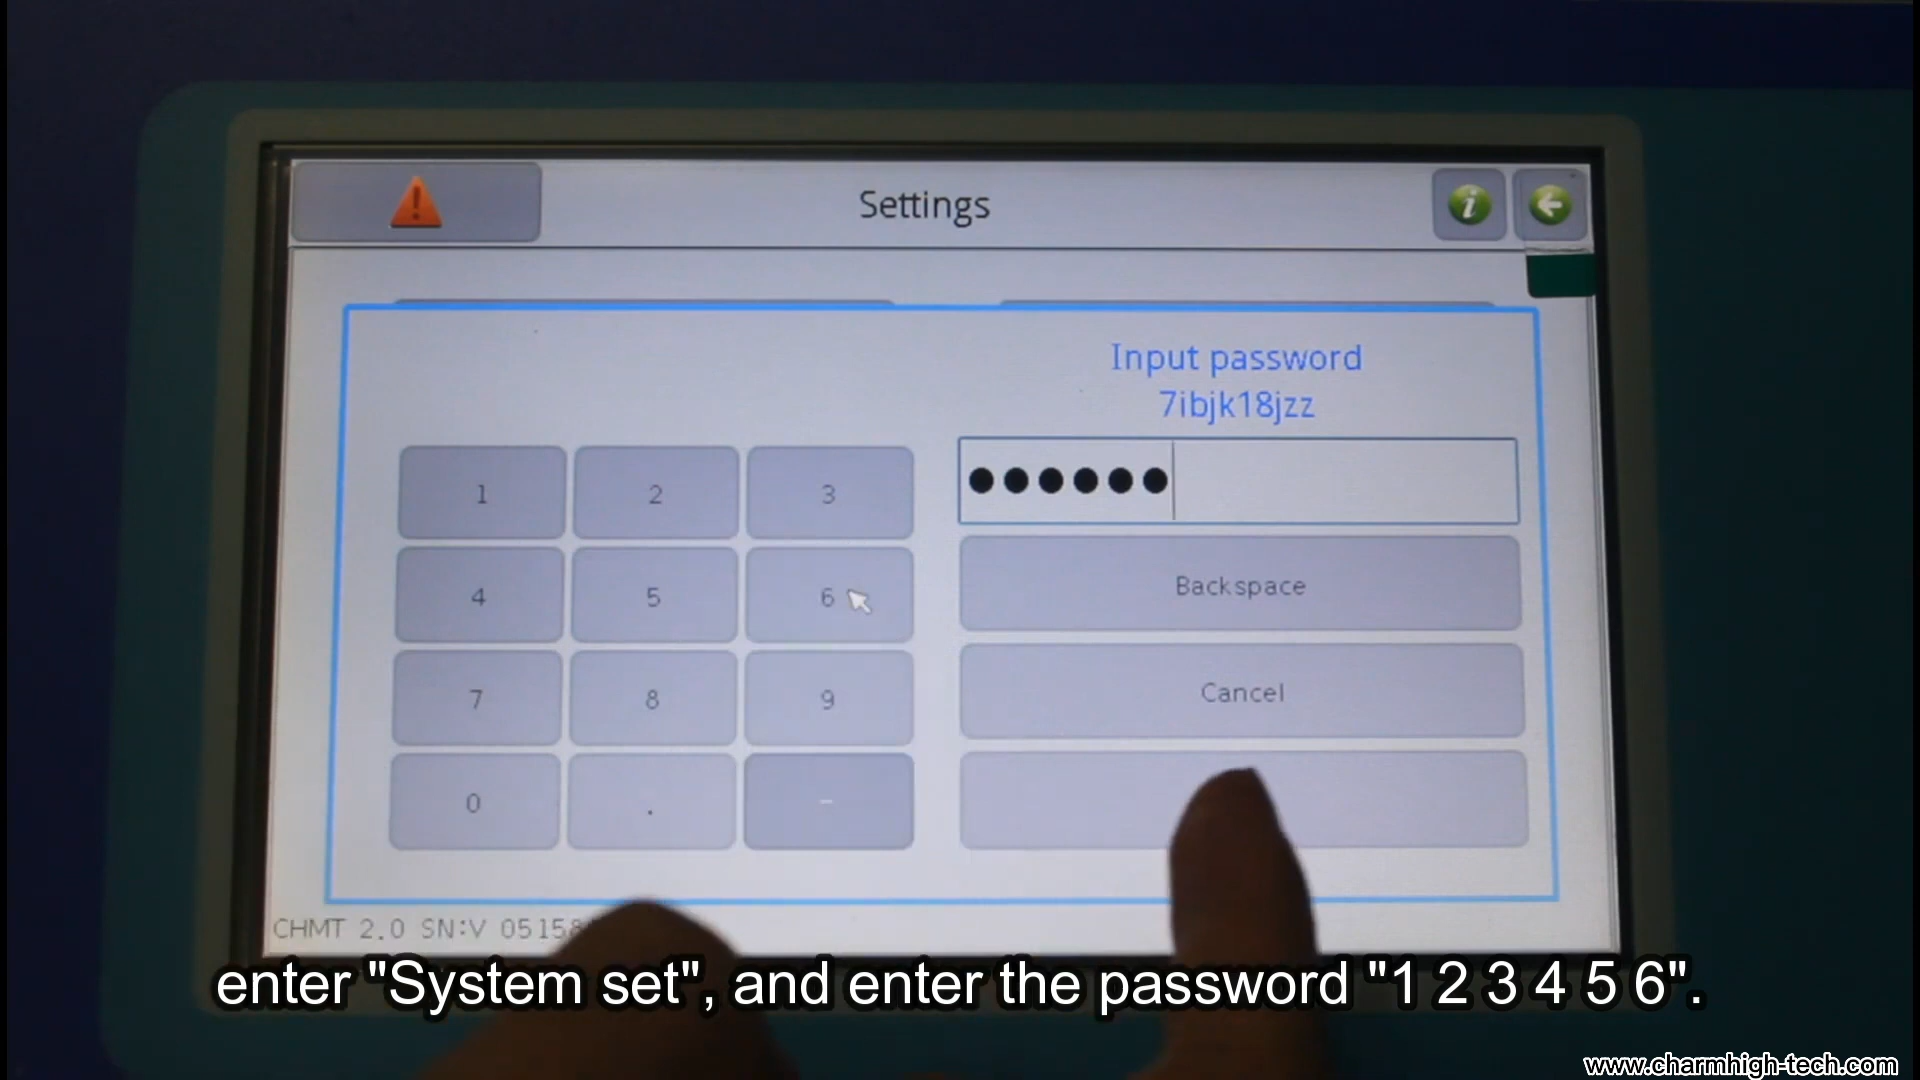 Settings
Input password
7ibjk18jzz
1 2 3
4 5 6
7 8 9
0 . -
Backspace
Cancel
CHMT 2.0 SN:V 05158
enter "System set", and enter the password "1 2 3 4 5 6".
www.charmhigh-tech.com